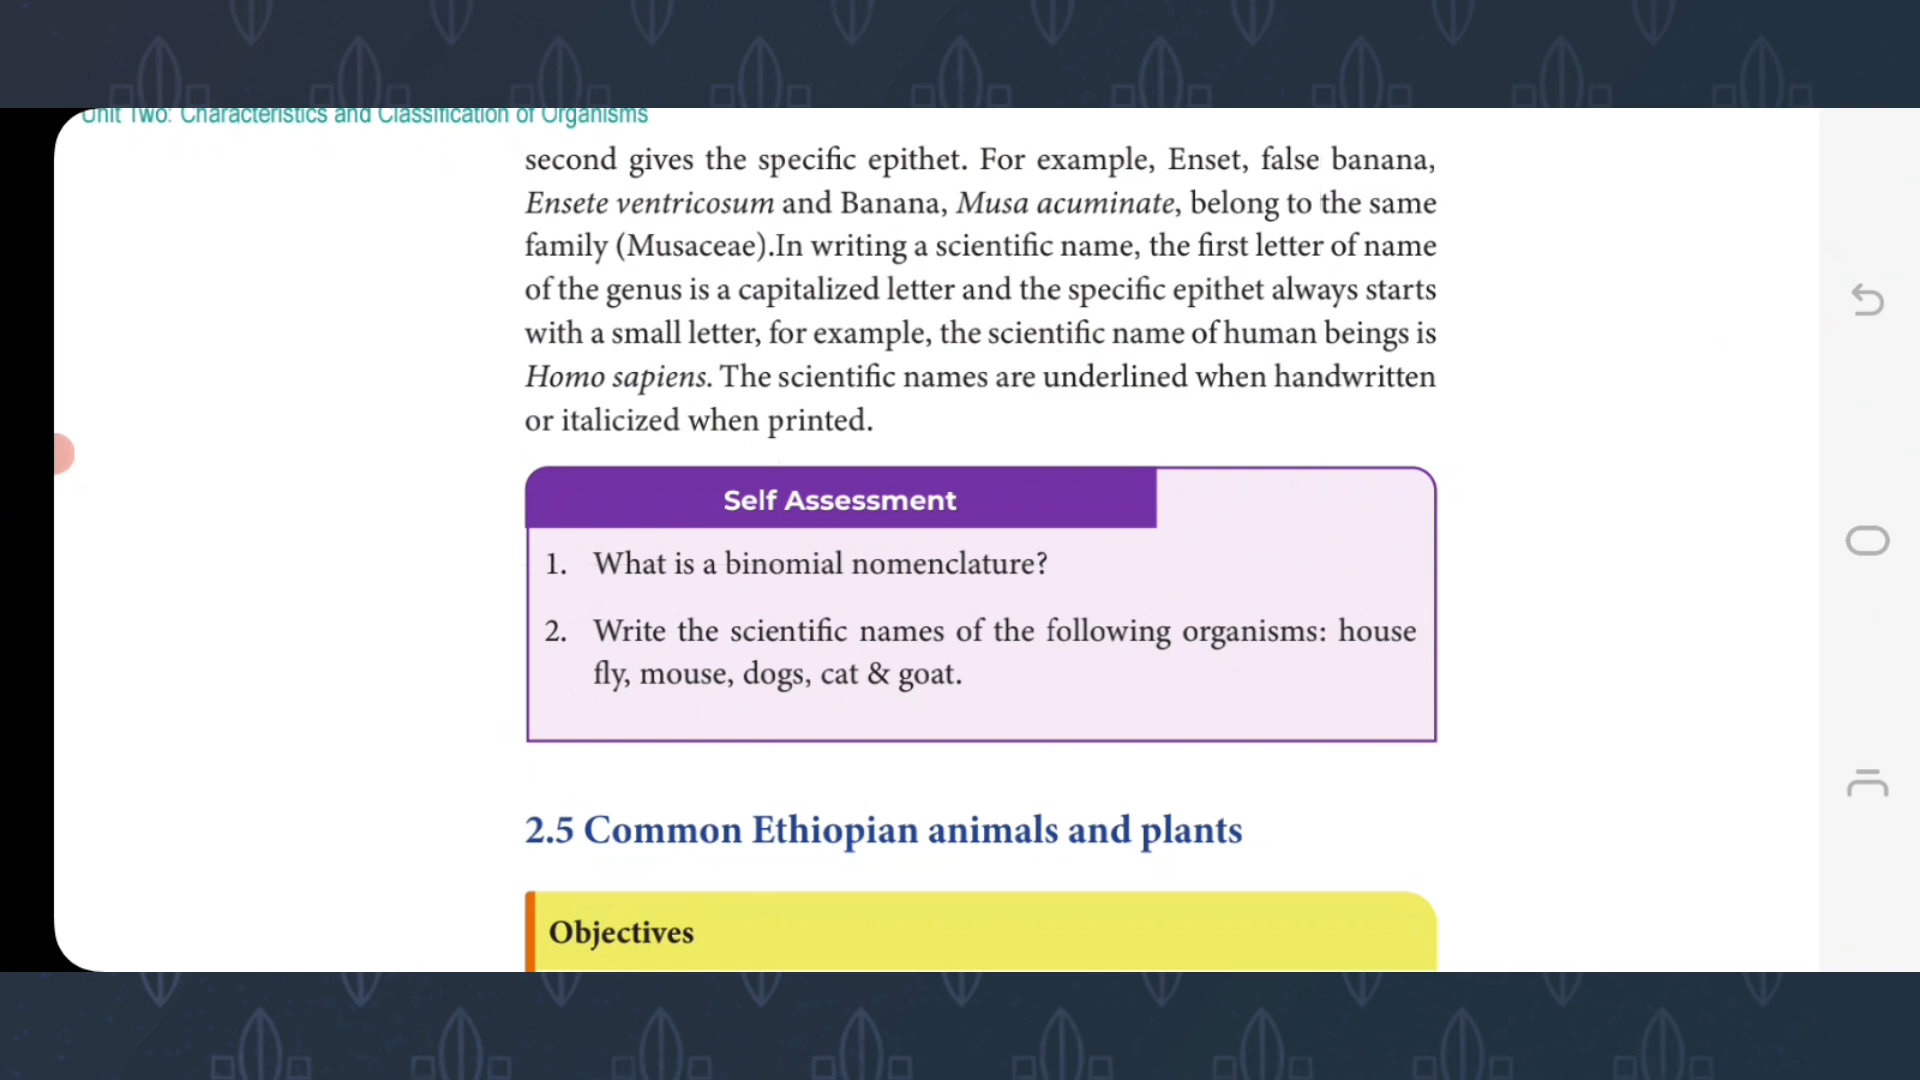 Unit Two: Characteristics and Classification of Organisms
second gives the specific epithet. For example, Enset, false banana,
Ensete ventricosum and Banana, Musa acuminate, belong to the same
family (Musaceae).In writing a scientific name, the first letter of name
of the genus is a capitalized letter and the specific epithet always starts
with a small letter, for example, the scientific name of human beings is
Homo sapiens. The scientific names are underlined when handwritten
or italicized when printed.
Self Assessment
1. What is a binomial nomenclature?
2. Write the scientific names of the following organisms: house
fly, mouse, dogs, cat & goat.
2.5 Common Ethiopian animals and plants
Objectives